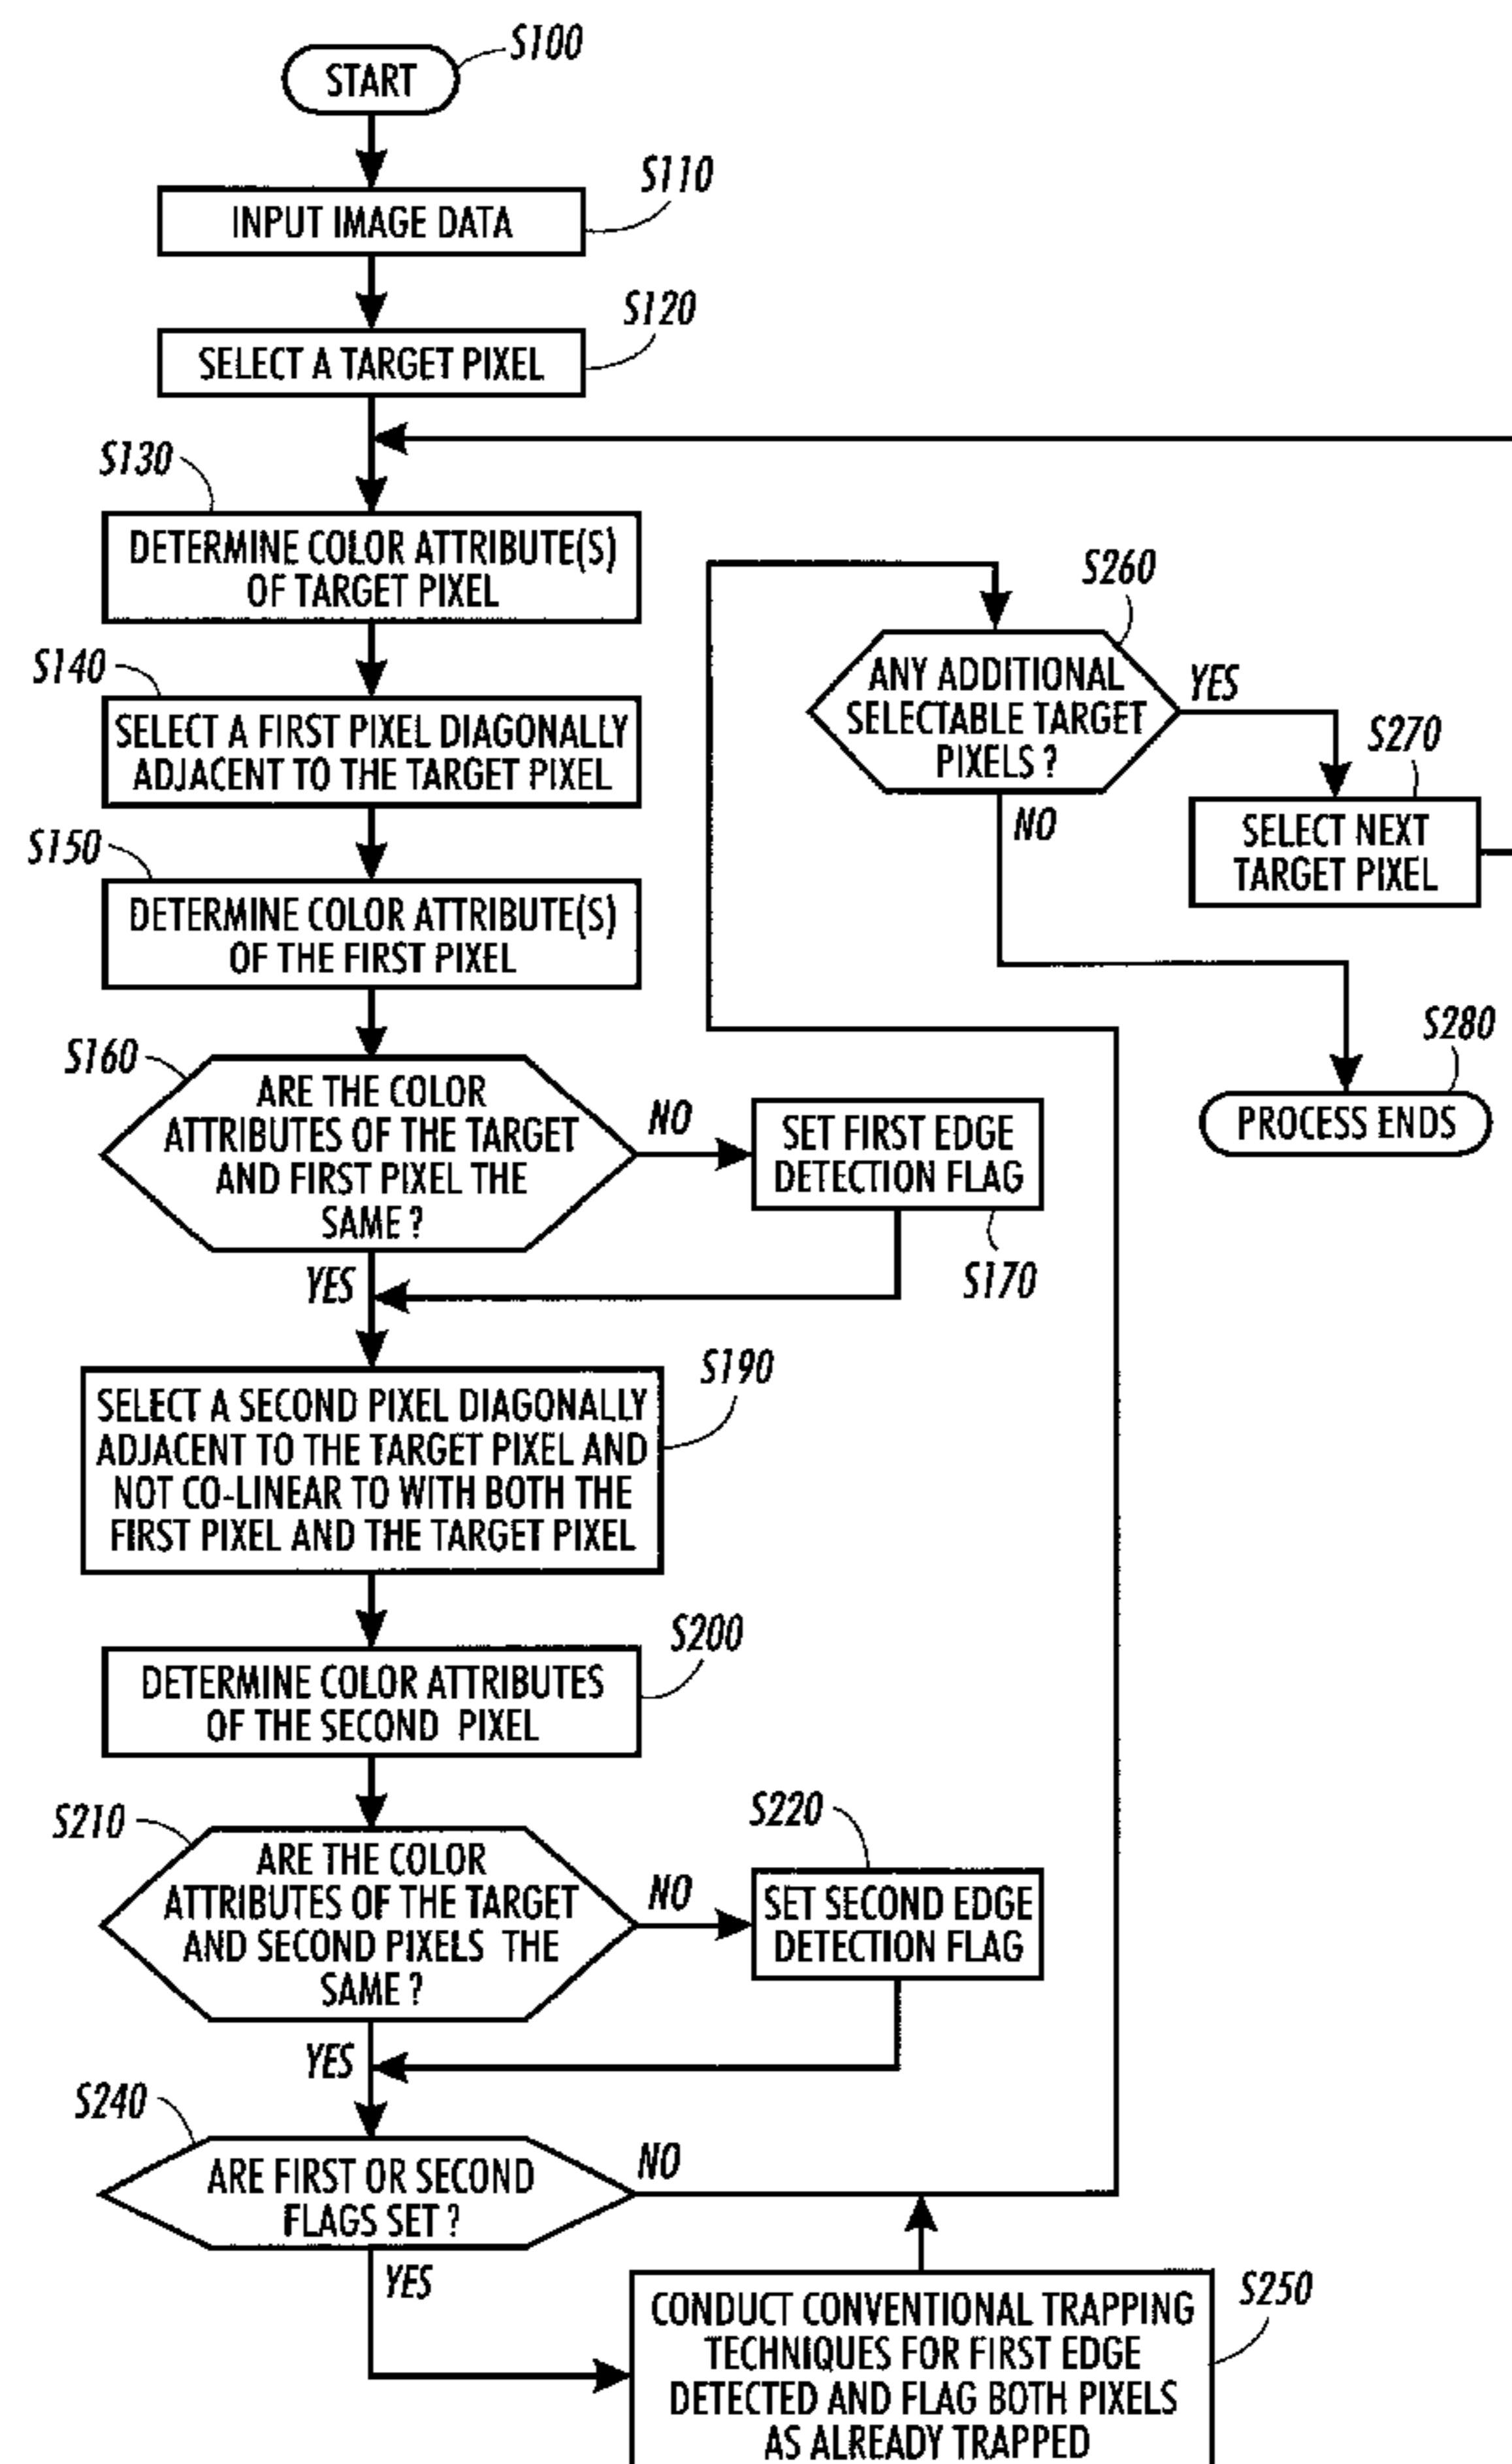 S100
START
S110
INPUT IMAGE DATA
S120
SELECT A TARGET PIXEL
S130
DETERMINE COLOR ATTRIBUTE(S)
OF TARGET PIXEL
S140
SELECT A FIRST PIXEL DIAGONALLY
ADJACENT TO THE TARGET PIXEL
S150
DETERMINE COLOR ATTRIBUTE(S)
OF THE FIRST PIXEL
S160
ARE THE COLOR
ATTRIBUTES OF THE TARGET
AND FIRST PIXEL THE
SAME ?
NO
SET FIRST EDGE
DETECTION FLAG
S170
YES
S190
SELECT A SECOND PIXEL DIAGONALLY
ADJACENT TO THE TARGET PIXEL AND
NOT CO-LINEAR TO WITH BOTH THE
FIRST PIXEL AND THE TARGET PIXEL
S200
DETERMINE COLOR ATTRIBUTES
OF THE SECOND PIXEL
S210
ARE THE COLOR
ATTRIBUTES OF THE TARGET
AND SECOND PIXELS THE
SAME ?
NO
S220
SET SECOND EDGE
DETECTION FLAG
YES
S240
ARE FIRST OR SECOND
FLAGS SET ?
NO
YES
S250
CONDUCT CONVENTIONAL TRAPPING
TECHNIQUES FOR FIRST EDGE
DETECTED AND FLAG BOTH PIXELS
AS ALREADY TRAPPED
S260
ANY ADDITIONAL
SELECTABLE TARGET
PIXELS ?
YES
S270
SELECT NEXT
TARGET PIXEL
NO
S280
PROCESS ENDS